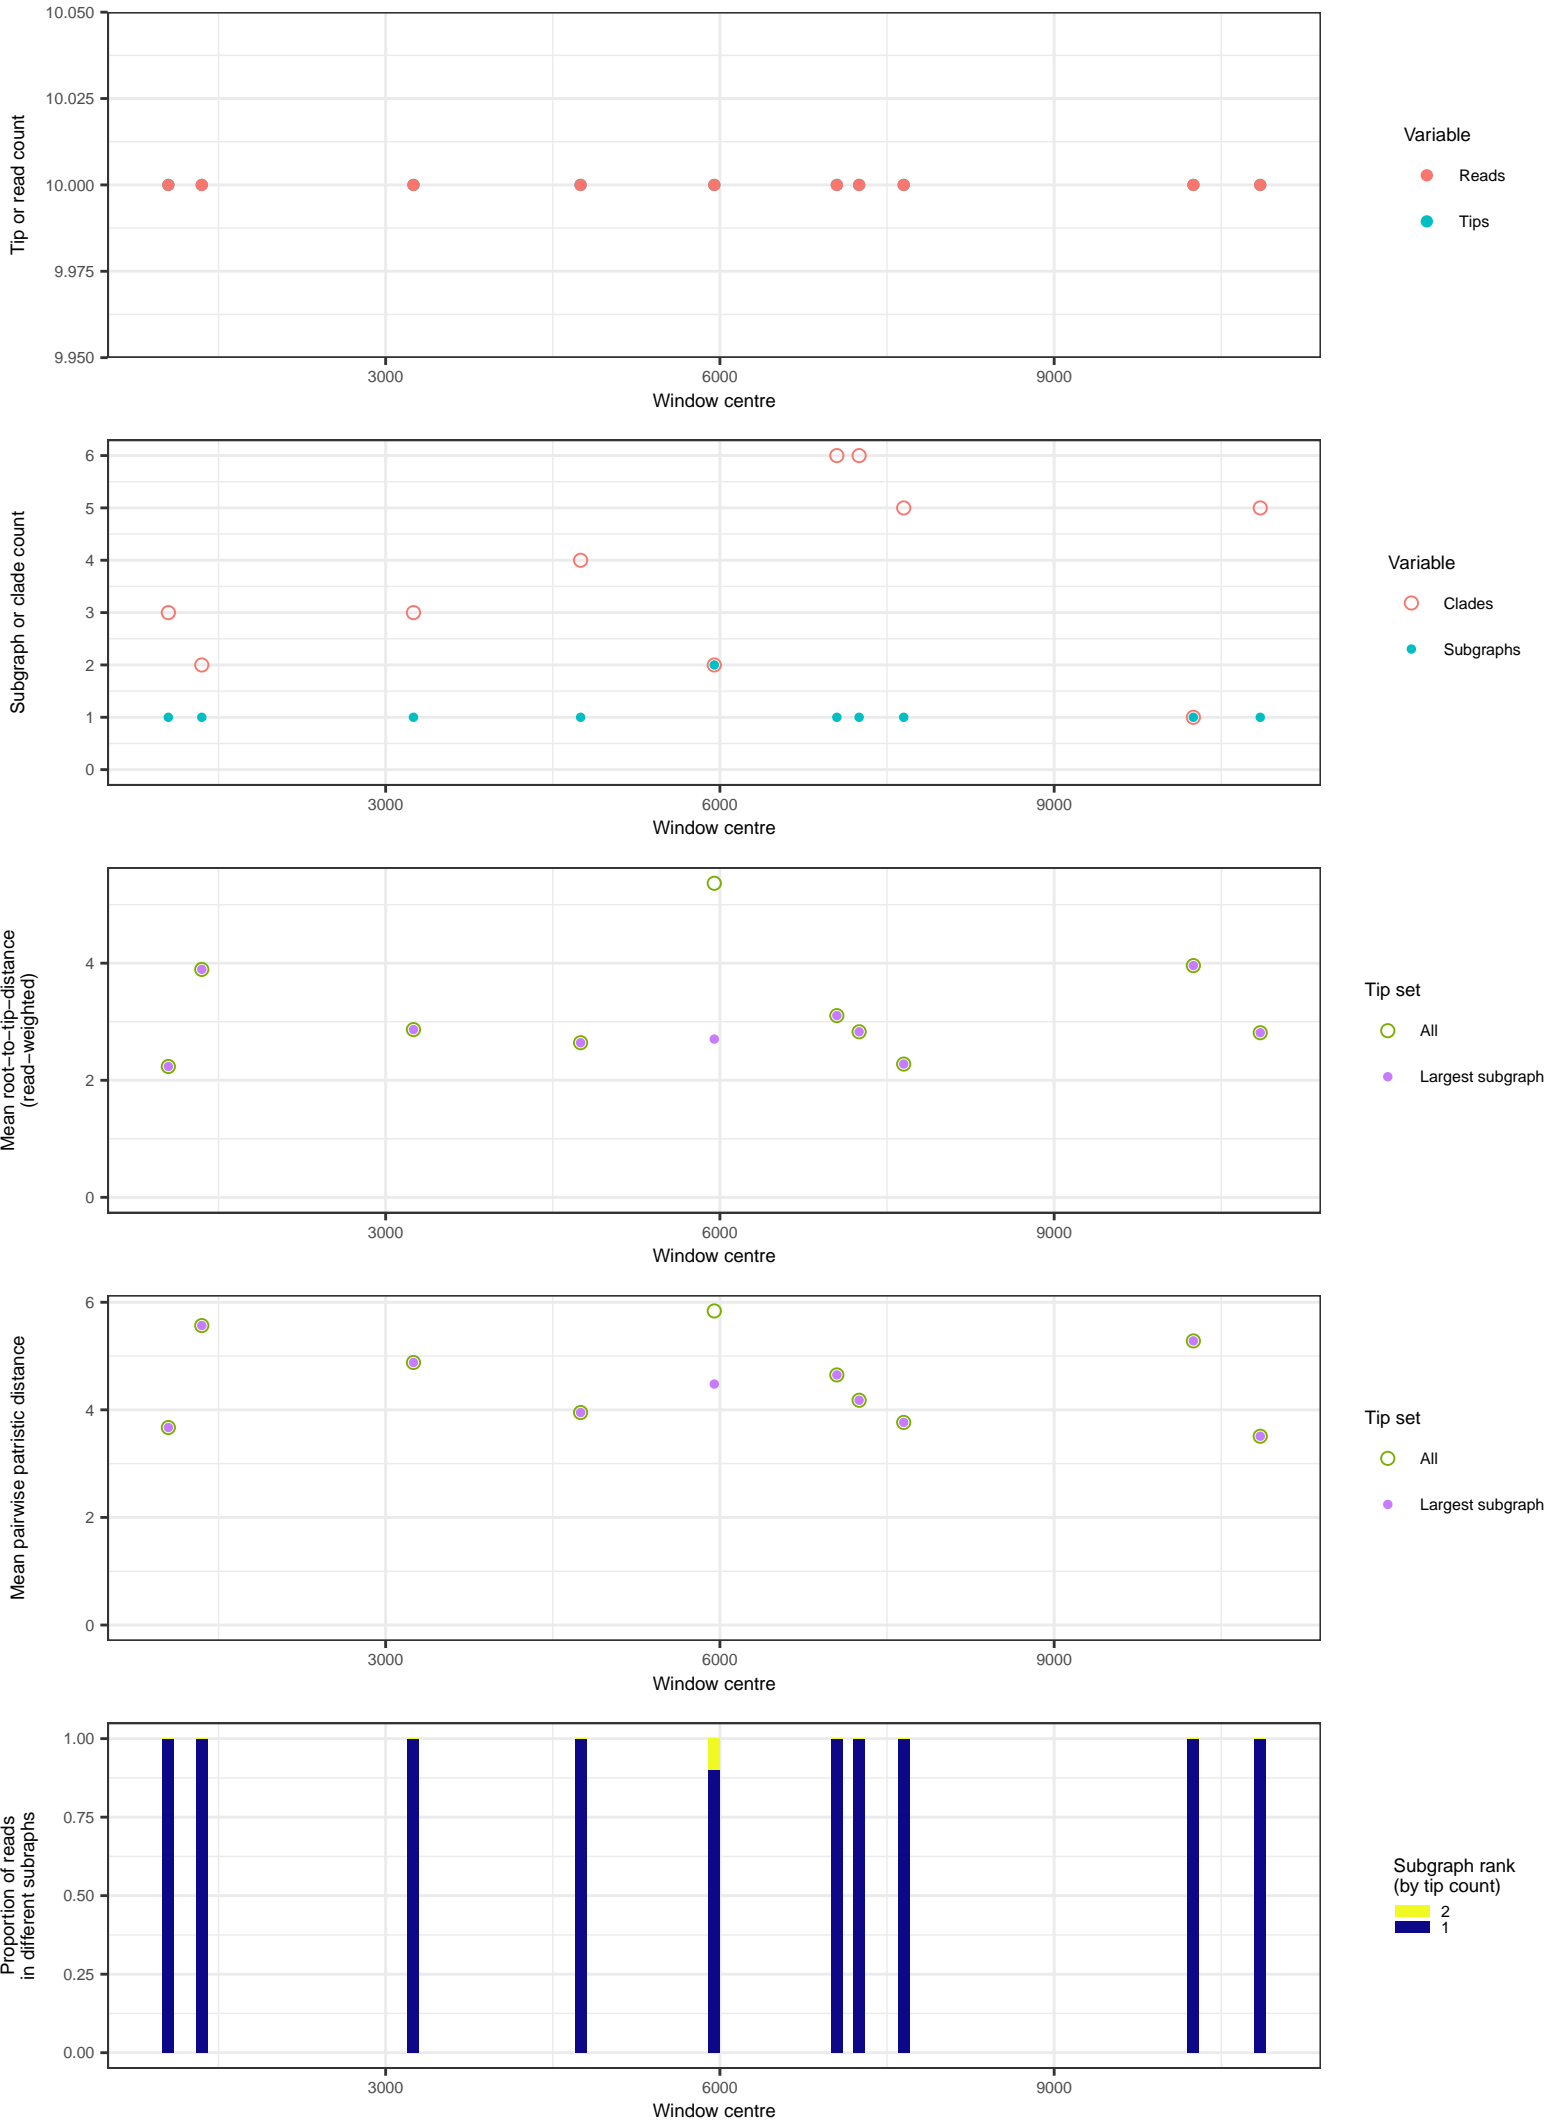 10.050
10.025
10.000
9.975
9.950
Tip or read count
3000
6000
9000
Window centre
Variable
Reads
Tips
6
5
4
3
2
1
0
Subgraph or clade count
3000
6000
9000
Window centre
Variable
Clades
Subgraphs
4
2
0
Mean root−to−tip−distance
(read−weighted)
3000
6000
9000
Window centre
Tip set
All
Largest subgraph
6
4
2
0
Mean pairwise patristic distance
3000
6000
9000
Window centre
Tip set
All
Largest subgraph
1.00
0.75
0.50
0.25
0.00
Proportion of reads
in different subraphs
3000
6000
9000
Window centre
Subgraph rank
(by tip count)
2
1